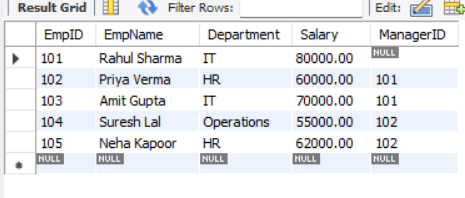 Result Grid Filter Rows: Edit:
EmpID EmpName Department Salary ManagerID
101 Rahul Sharma IT 80000.00 NULL
102 Priya Verma HR 60000.00 101
103 Amit Gupta IT 70000.00 101
104 Suresh Lal Operations 55000.00 102
105 Neha Kapoor HR 62000.00 102
NULL NULL NULL NULL NULL